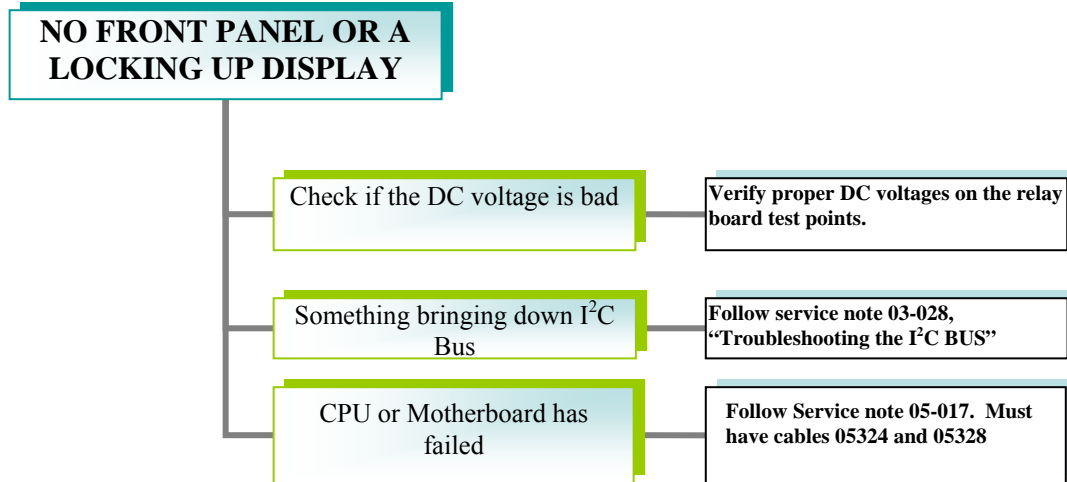 NO FRONT PANEL OR A
LOCKING UP DISPLAY
Check if the DC voltage is bad
Verify proper DC voltages on the relay
board test points.
Something bringing down I²C
Bus
Follow service note 03-028,
“Troubleshooting the I²C BUS”
CPU or Motherboard has
failed
Follow Service note 05-017.  Must
have cables 05324 and 05328